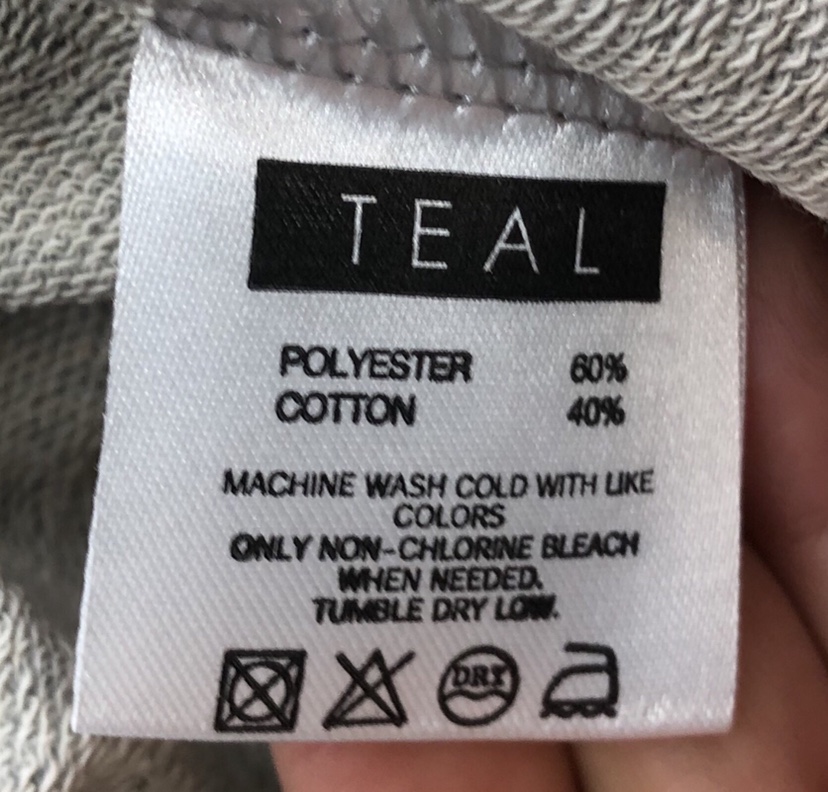 TEAL
POLYESTER 60%
COTTON 40%
MACHINE WASH COLD WITH LIKE
COLORS
ONLY NON-CHLORINE BLEACH
WHEN NEEDED.
TUMBLE DRY LOW.
DRY